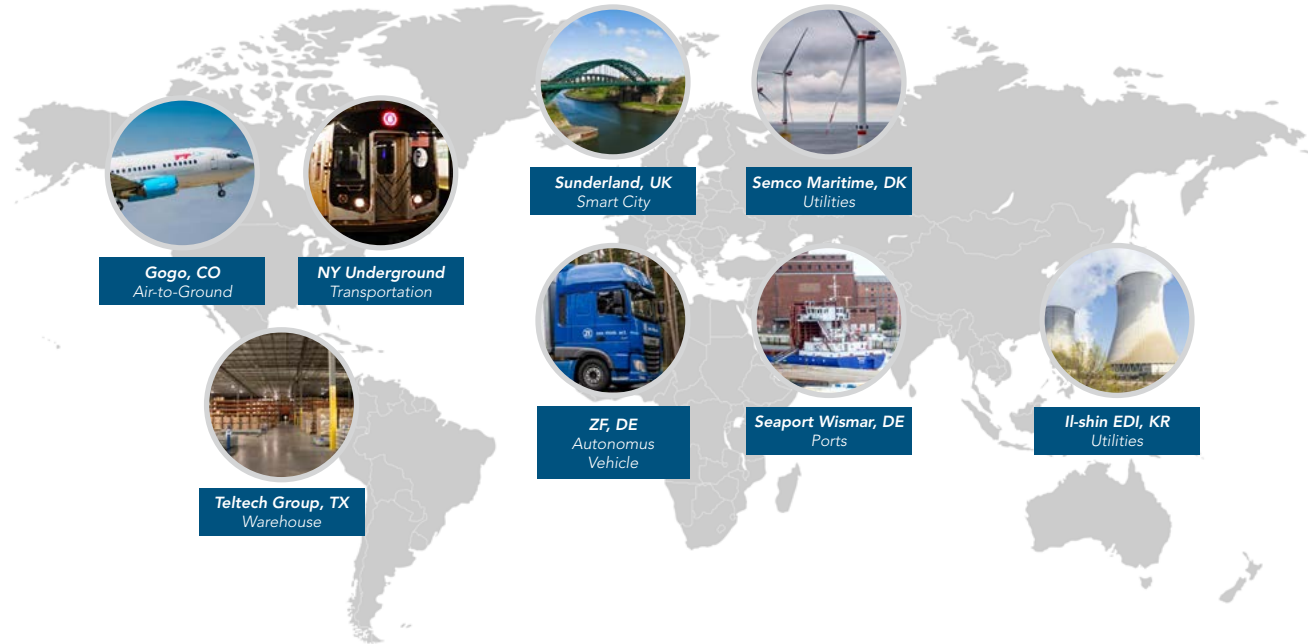 Sunderland, UK
Smart City
Semco Maritime, DK
Utilities
Gogo, CO
Air-to-Ground
NY Underground
Transportation
ZF, DE
Autonomus
Vehicle
Seaport Wismar, DE
Ports
Il-shin EDI, KR
Utilities
Teltech Group, TX
Warehouse